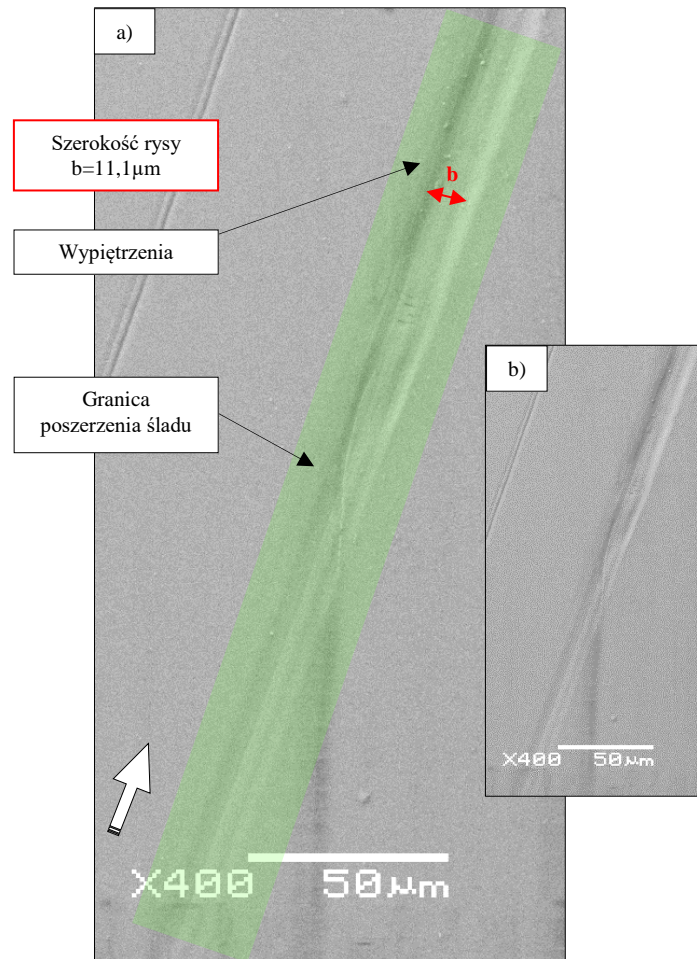 a)
Szerokość rysy
b=11,1µm
b
Wypiętrzenia
b)
Granica
poszerzenia śladu
X400 50µm
X400 50µm